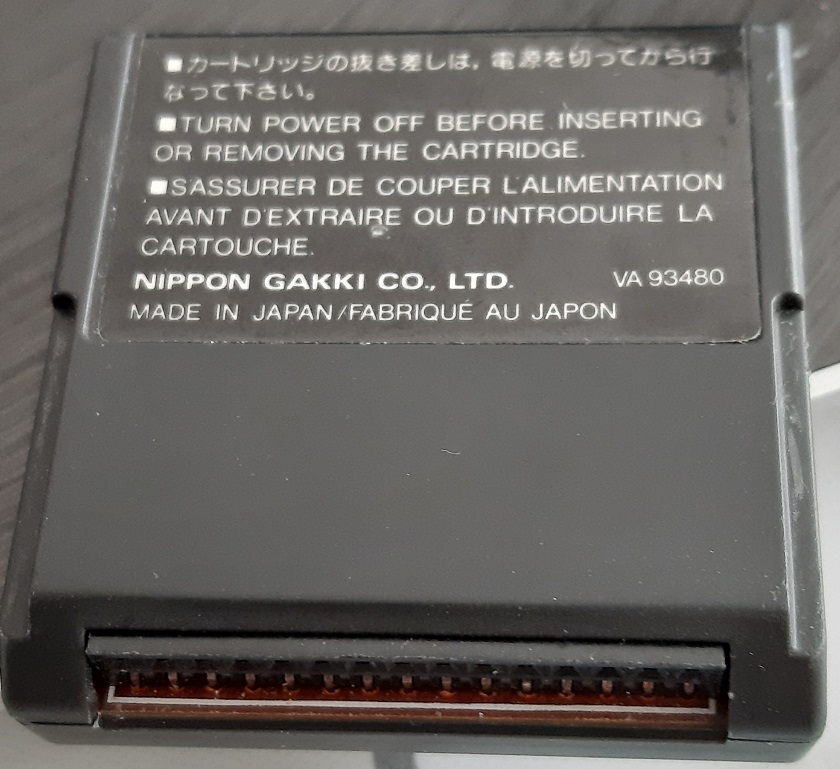 ■カートリッジの抜き差しは，電源を切ってから行
なって下さい。
■TURN POWER OFF BEFORE INSERTING
OR REMOVING THE CARTRIDGE.
■SASSURER DE COUPER L'ALIMENTATION
AVANT D'EXTRAIRE OU D'INTRODUIRE LA
CARTOUCHE.
NIPPON GAKKI CO., LTD. VA 93480
MADE IN JAPAN/FABRIQUÉ AU JAPON